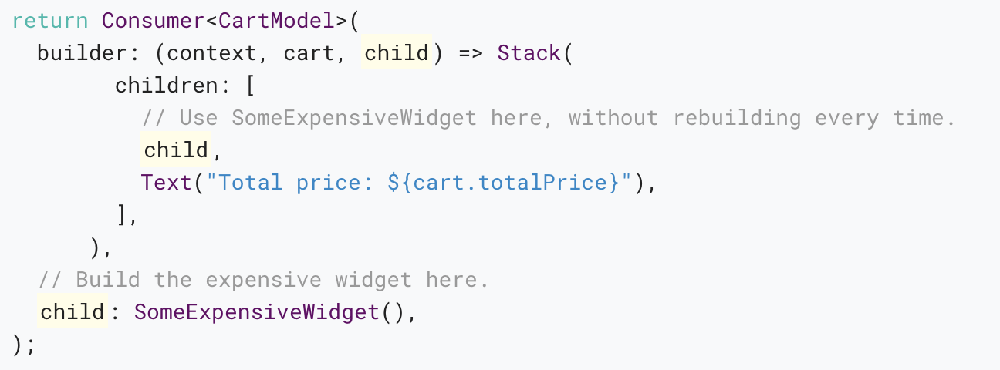 return Consumer<CartModel>(
  builder: (context, cart, child) => Stack(
        children: [
          // Use SomeExpensiveWidget here, without rebuilding every time.
          child,
          Text("Total price: ${cart.totalPrice}"),
        ],
      ),
  // Build the expensive widget here.
  child: SomeExpensiveWidget(),
);